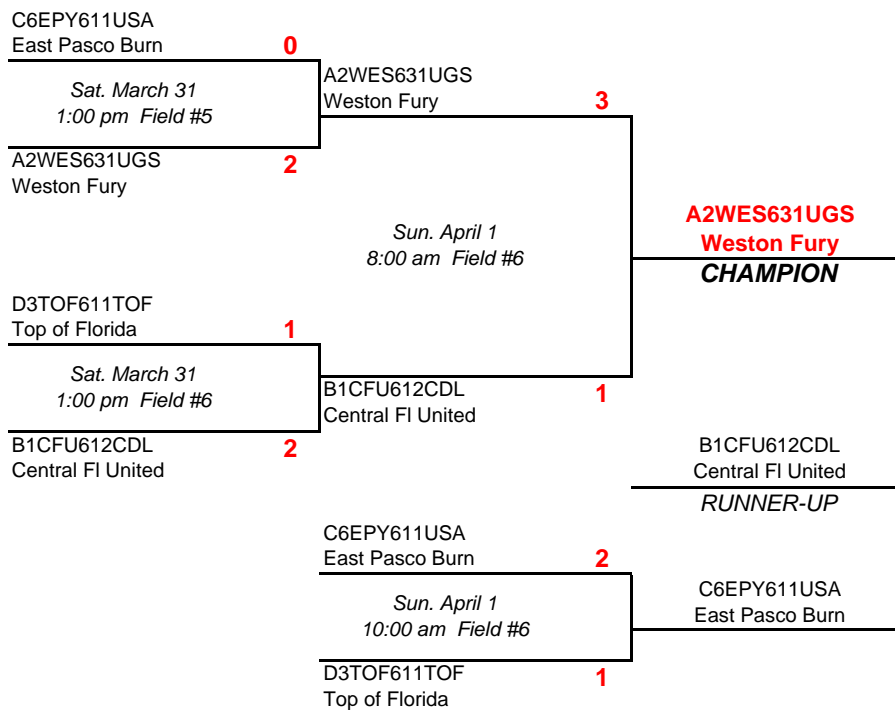 C6EPY611USA
East Pasco Burn 0
Sat. March 31
1:00 pm Field #5
A2WES631UGS
Weston Fury 2
A2WES631UGS
Weston Fury 3
Sun. April 1
8:00 am Field #6
A2WES631UGS
Weston Fury
CHAMPION
D3TOF611TOF
Top of Florida 1
Sat. March 31
1:00 pm Field #6
B1CFU612CDL
Central Fl United 2
B1CFU612CDL
Central Fl United 1
B1CFU612CDL
Central Fl United
RUNNER-UP
C6EPY611USA
East Pasco Burn 2
Sun. April 1
10:00 am Field #6
D3TOF611TOF
Top of Florida 1
C6EPY611USA
East Pasco Burn